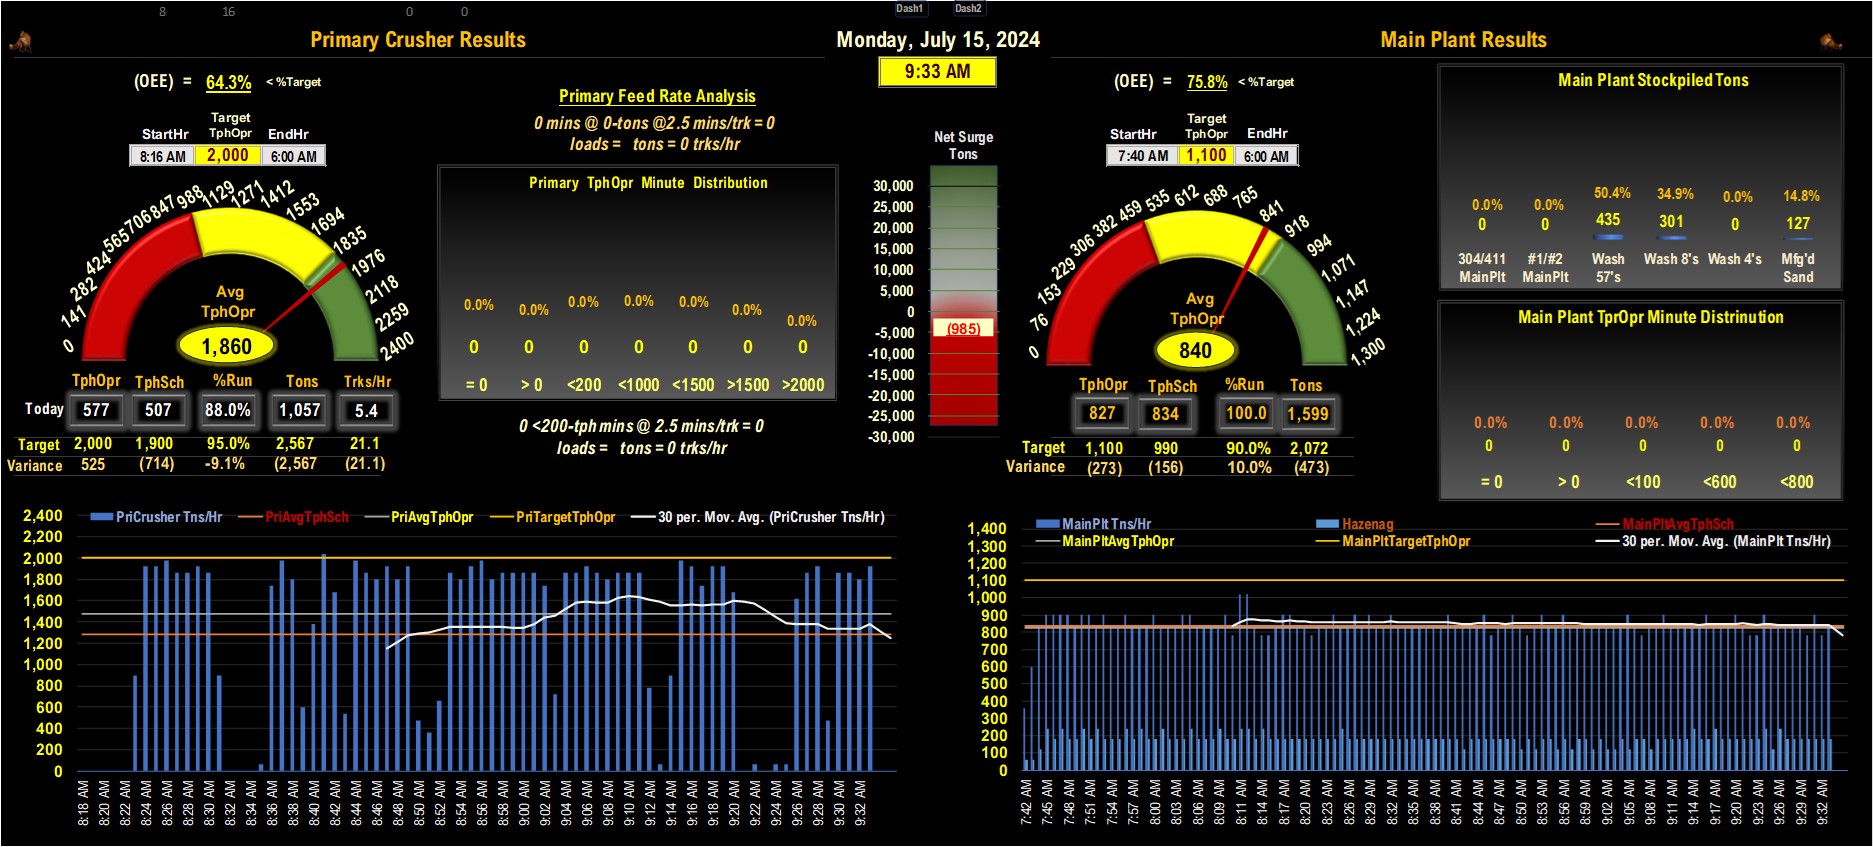 8 16 0 0 Dash1 Dash2
Primary Crusher Results
Monday, July 15, 2024
Main Plant Results
9:33 AM
(OEE) = 64.3% < %Target
Target
StartHr TphOpr EndHr
8:16 AM 2,000 6:00 AM
0 141 282 424 565 706 847 988 1129 1271 1412 1553 1694 1835 1976 2118 2259 2400
Avg
TphOpr
1,860
TphOpr TphSch %Run Tons Trks/Hr
Today 577 507 88.0% 1,057 5.4
Target 2,000 1,900 95.0% 2,567 21.1
Variance 525 (714) -9.1% (2,567 (21.1)
Primary Feed Rate Analysis
0 mins @ 0-tons @2.5 mins/trk = 0
loads = tons = 0 trks/hr
Primary TphOpr Minute Distribution
0.0% 0.0% 0.0% 0.0% 0.0% 0.0% 0.0%
0 0 0 0 0 0 0
= 0 > 0 <200 <1000 <1500 >1500 >2000
0 <200-tph mins @ 2.5 mins/trk = 0
loads = tons = 0 trks/hr
Net Surge
Tons
30,000
25,000
20,000
15,000
10,000
5,000
0
-5,000
-10,000
-15,000
-20,000
-25,000
-30,000
(985)
(OEE) = 75.8% < %Target
Target
StartHr TphOpr EndHr
7:40 AM 1,100 6:00 AM
0 76 153 229 306 382 459 535 612 688 765 841 918 994 1,071 1,147 1,224 1,300
Avg
TphOpr
840
TphOpr TphSch %Run Tons
827 834 100.0 1,599
Target 1,100 990 90.0% 2,072
Variance (273) (156) 10.0% (473)
Main Plant Stockpiled Tons
0.0% 0.0% 50.4% 34.9% 0.0% 14.8%
0 0 435 301 0 127
304/411 #1/#2 Wash Wash 8's Wash 4's Mfg'd
MainPlt MainPlt 57's Sand
Main Plant TprOpr Minute Distrinution
0.0% 0.0% 0.0% 0.0% 0.0%
0 0 0 0 0
= 0 > 0 <100 <600 <800
PriCrusher Tns/Hr PriAvgTphSch PriAvgTphOpr PriTargetTphOpr 30 per. Mov. Avg. (PriCrusher Tns/Hr)
2,400
2,200
2,000
1,800
1,600
1,400
1,200
1,000
800
600
400
200
0
8:18 AM 8:20 AM 8:22 AM 8:24 AM 8:26 AM 8:28 AM 8:30 AM 8:32 AM 8:34 AM 8:36 AM 8:38 AM 8:40 AM 8:42 AM 8:44 AM 8:46 AM 8:48 AM 8:50 AM 8:52 AM 8:54 AM 8:56 AM 8:58 AM 9:00 AM 9:02 AM 9:04 AM 9:06 AM 9:08 AM 9:10 AM 9:12 AM 9:14 AM 9:16 AM 9:18 AM 9:20 AM 9:22 AM 9:24 AM 9:26 AM 9:28 AM 9:30 AM 9:32 AM
MainPlt Tns/Hr Hazenag MainPltAvgTphSch
MainPltAvgTphOpr MainPltTargetTphOpr 30 per. Mov. Avg. (MainPlt Tns/Hr)
1,400
1,300
1,200
1,100
1,000
900
800
700
600
500
400
300
200
100
0
7:42 AM 7:45 AM 7:48 AM 7:51 AM 7:54 AM 7:57 AM 8:00 AM 8:03 AM 8:06 AM 8:09 AM 8:11 AM 8:14 AM 8:17 AM 8:20 AM 8:23 AM 8:26 AM 8:29 AM 8:32 AM 8:35 AM 8:38 AM 8:41 AM 8:44 AM 8:47 AM 8:50 AM 8:53 AM 8:56 AM 8:59 AM 9:02 AM 9:05 AM 9:08 AM 9:11 AM 9:14 AM 9:17 AM 9:20 AM 9:23 AM 9:26 AM 9:29 AM 9:32 AM